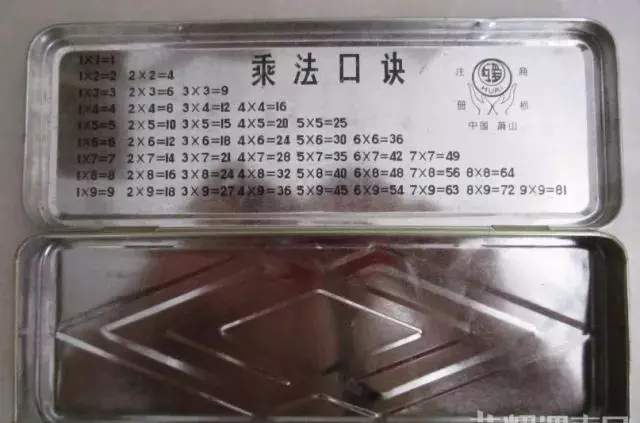 乘法口诀
1×1=1
1×2=2 2×2=4
1×3=3 2×3=6 3×3=9
1×4=4 2×4=8 3×4=12 4×4=16
1×5=5 2×5=10 3×5=15 4×5=20 5×5=25
1×6=6 2×6=12 3×6=18 4×6=24 5×6=30 6×6=36
1×7=7 2×7=14 3×7=21 4×7=28 5×7=35 6×7=42 7×7=49
1×8=8 2×8=16 3×8=24 4×8=32 5×8=40 6×8=48 7×8=56 8×8=64
1×9=9 2×9=18 3×9=27 4×9=36 5×9=45 6×9=54 7×9=63 8×9=72 9×9=81
注册
商标
HUPAI
中国 萧山